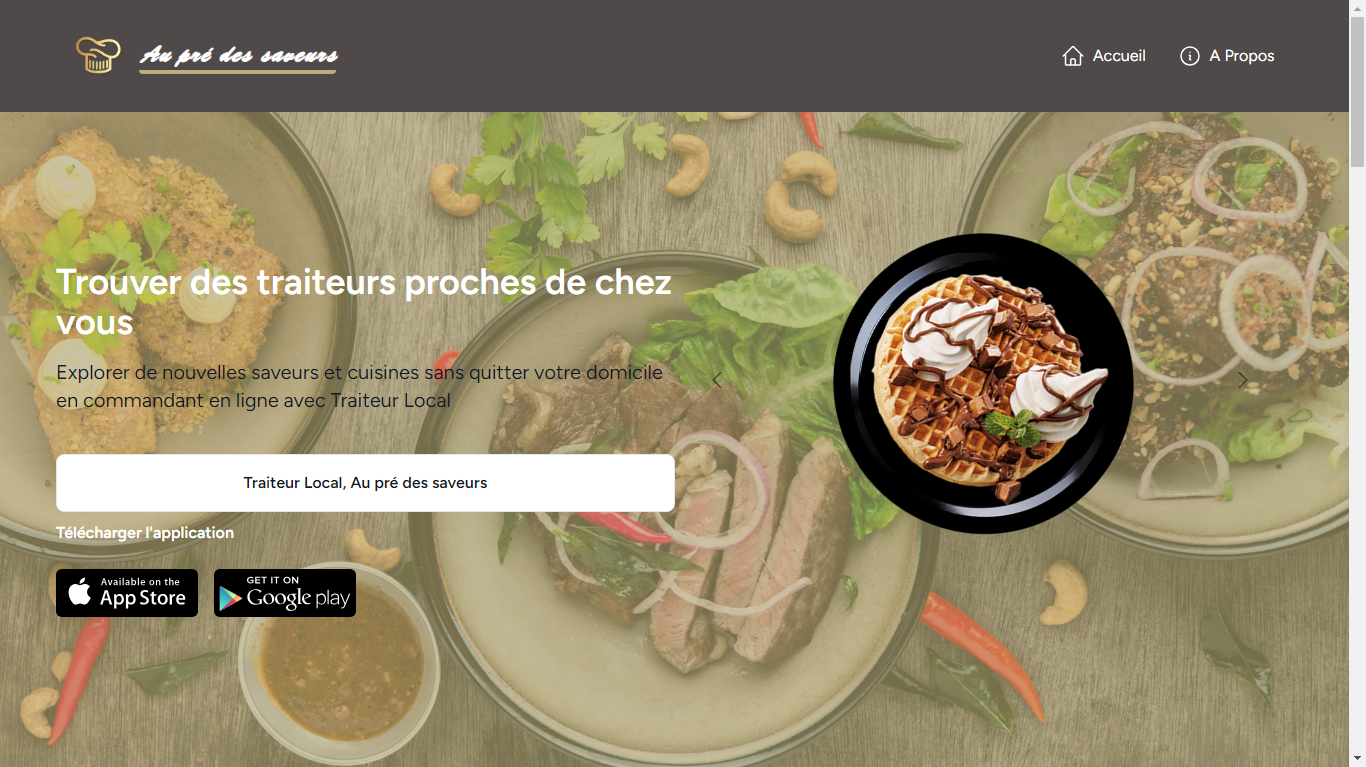 Au pré des saveurs
Accueil
A Propos
Trouver des traiteurs proches de chez
vous
Explorer de nouvelles saveurs et cuisines sans quitter votre domicile
en commandant en ligne avec Traiteur Local
Traiteur Local, Au pré des saveurs
Télécharger l'application
Available on the
App Store
GET IT ON
Google play